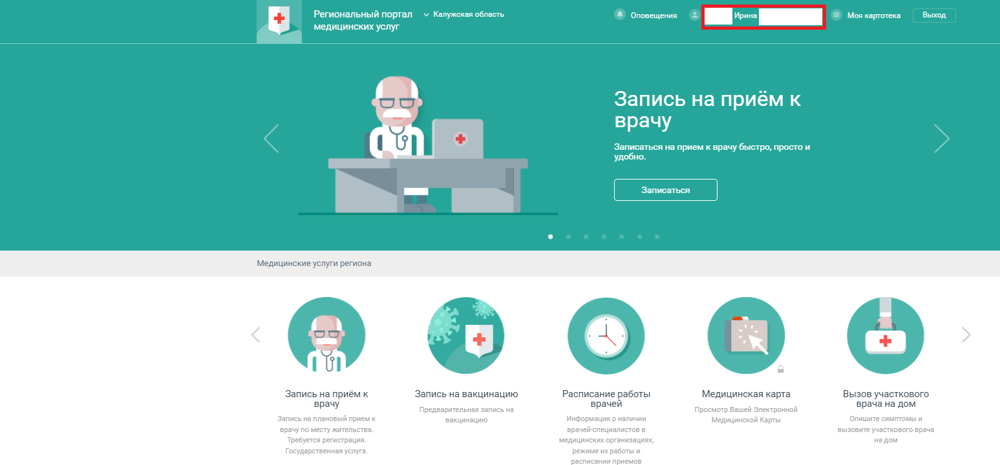 Региональный портал
медицинских услуг
Калужская область
Оповещения
Ирина
Моя картотека
Выход
Запись на приём к
врачу
Записаться на прием к врачу быстро, просто и
удобно.
Записаться
Медицинские услуги региона
Запись на приём к
врачу
Запись на плановый прием к
врачу по месту жительства.
Требуется регистрация.
Государственная услуга.
Запись на вакцинацию
Предварительная запись на
вакцинацию
Расписание работы
врачей
Информация о наличии
врачей-специалистов в
медицинских организациях,
режиме их работы и
расписании приемов
Медицинская карта
Просмотр Вашей Электронной
Медицинской Карты
Вызов участкового
врача на дом
Опишите симптомы и
вызовите участкового врача
на дом